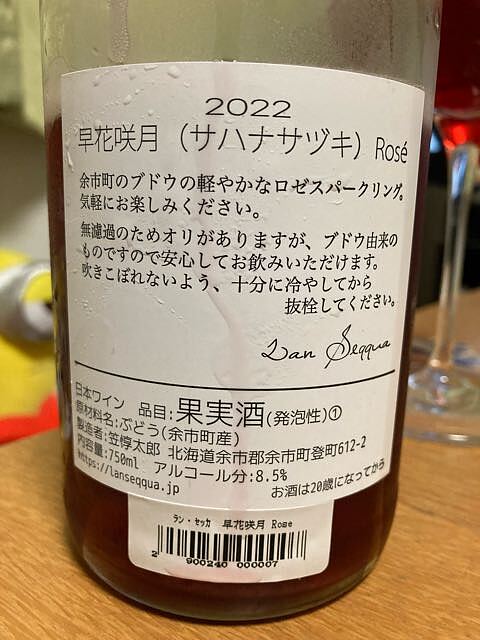 2022
早花咲月（サハナサヅキ）Rosé
余市町のブドウの軽やかなロゼスパークリング。
気軽にお楽しみください。
無濾過のためオリがありますが、ブドウ由来の
ものですので安心してお飲みいただけます。
吹きこぼれないよう、十分に冷やしてから
抜栓してください。
Lan Seqqua
日本ワイン 品目:果実酒(発泡性)①
原材料名:ぶどう(余市町産)
製造者:笠惇太郎 北海道余市郡余市町登町612-2
内容量:750ml アルコール分:8.5%
https://lanseqqua.jp
お酒は20歳になってから
ラン・セッカ 早花咲月 Rose
2 900240 000007